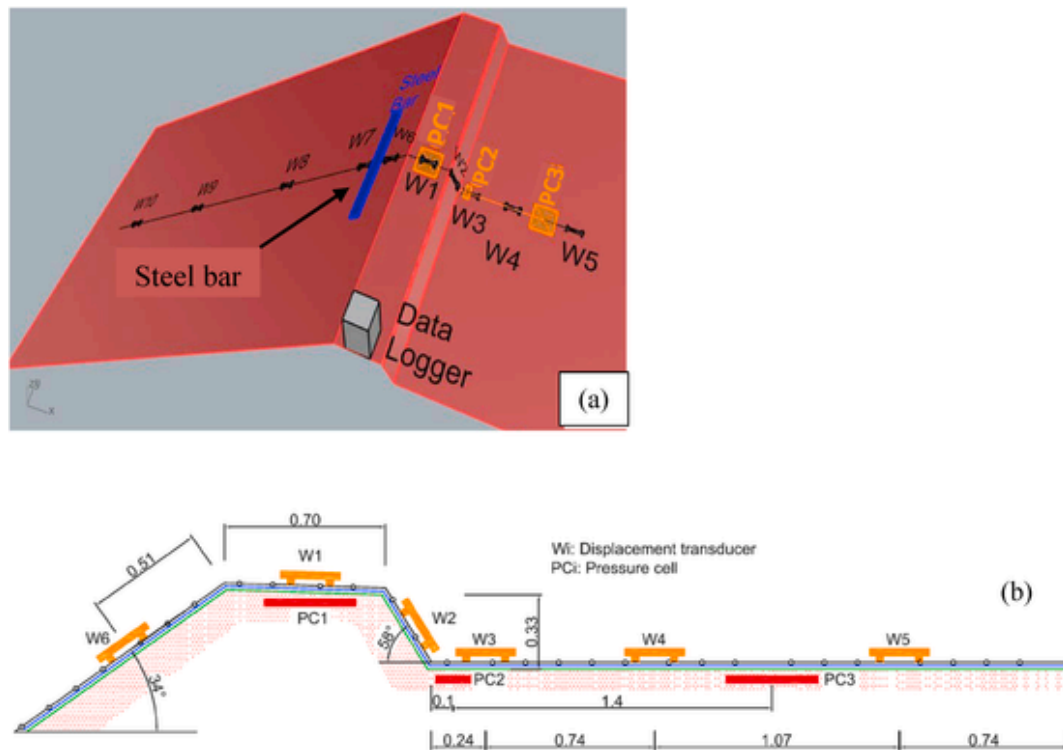 Steel
Bar
W7
W6
PC1
W8
W2
PC2
W9
W1
PC3
W10
W3
W4
W5
Steel bar
Data
Logger
zg
x
(a)
0.70
0.51
W1
Wi: Displacement transducer
PCi: Pressure cell
(b)
PC1
W2
0.33
W6
58°
W3
W4
W5
34°
PC2
PC3
0.1
1.4
0.24
0.74
1.07
0.74